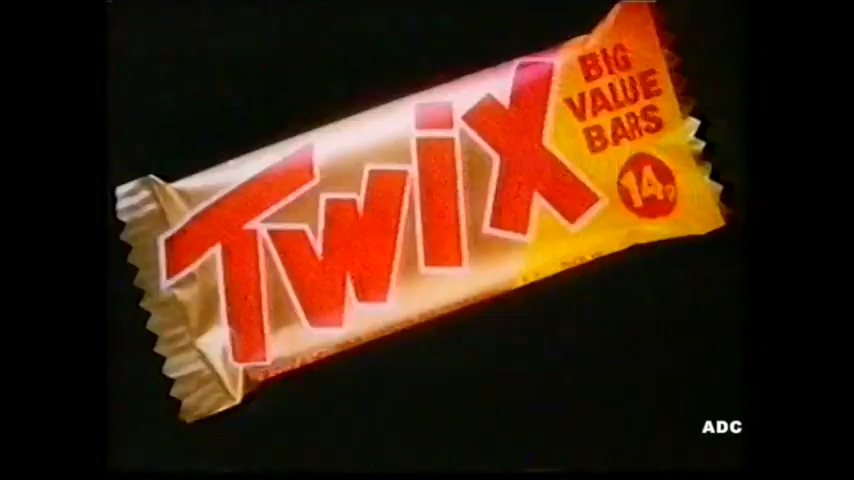 TWIX
BIG
VALUE
BARS
14p
ADC